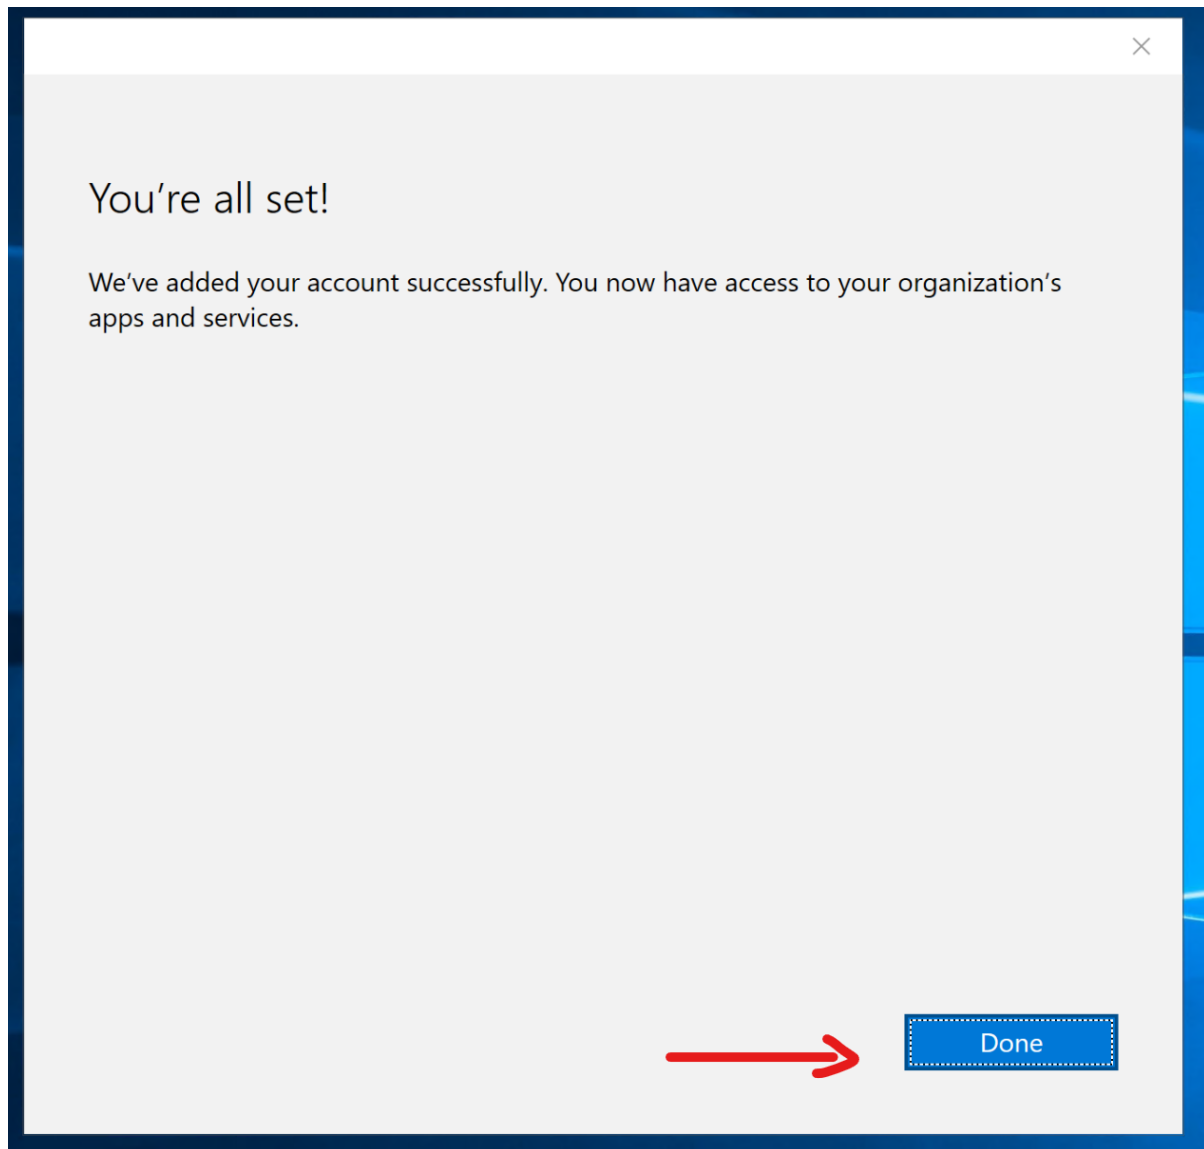 You’re all set!
We’ve added your account successfully. You now have access to your organization’s
apps and services.
Done